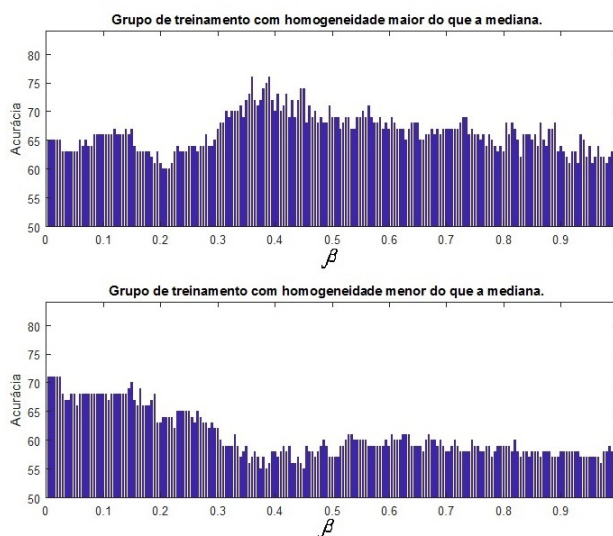 Grupo de treinamento com homogeneidade maior do que a mediana.
80
75
70
65
60
55
50
Acurácia
0 0.1 0.2 0.3 0.4 0.5 0.6 0.7 0.8 0.9
β
Grupo de treinamento com homogeneidade menor do que a mediana.
80
75
70
65
60
55
50
Acurácia
0 0.1 0.2 0.3 0.4 0.5 0.6 0.7 0.8 0.9
β